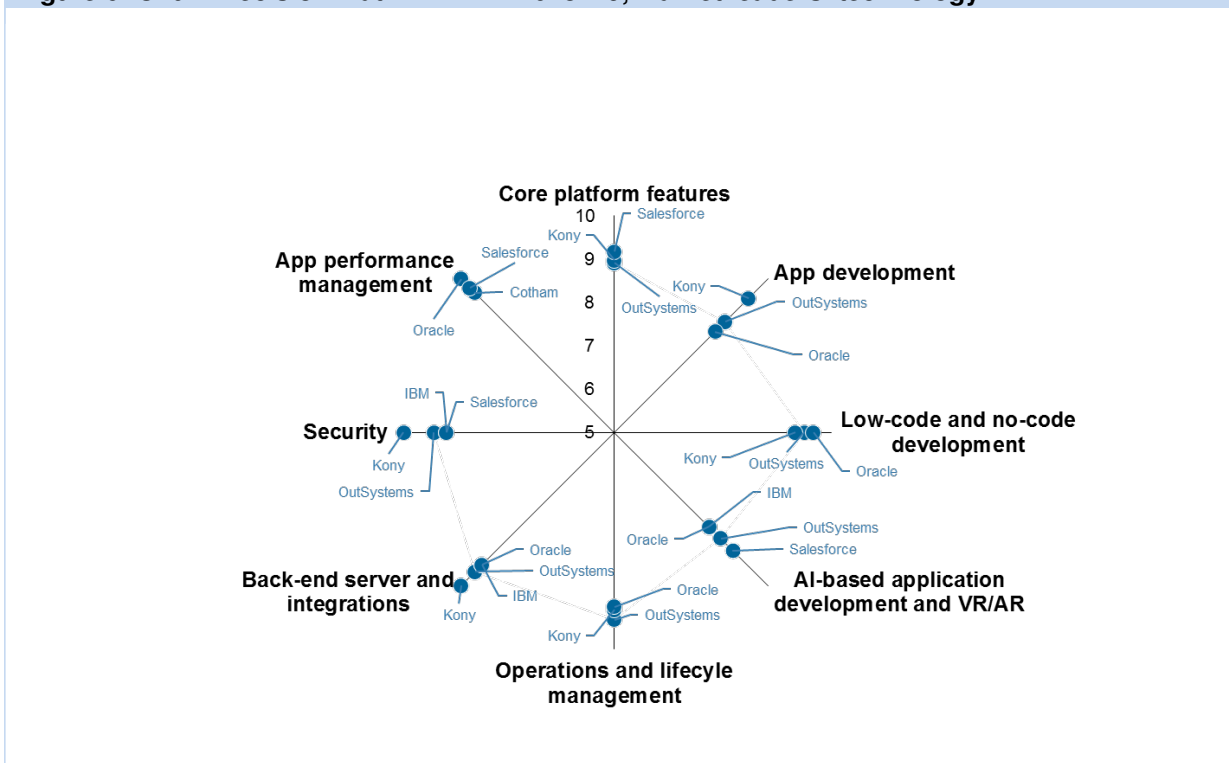 Core platform features
10
Salesforce
Kony
9
OutSystems
8
7
6
5
App development
Kony
OutSystems
Oracle
Low-code and no-code
development
Kony
OutSystems
Oracle
IBM
Oracle
OutSystems
Salesforce
AI-based application
development and VR/AR
Oracle
OutSystems
Kony
Operations and lifecyle
management
Oracle
OutSystems
IBM
Kony
Back-end server and
integrations
IBM
Salesforce
Security
Kony
OutSystems
App performance
management
Salesforce
Cotham
Oracle